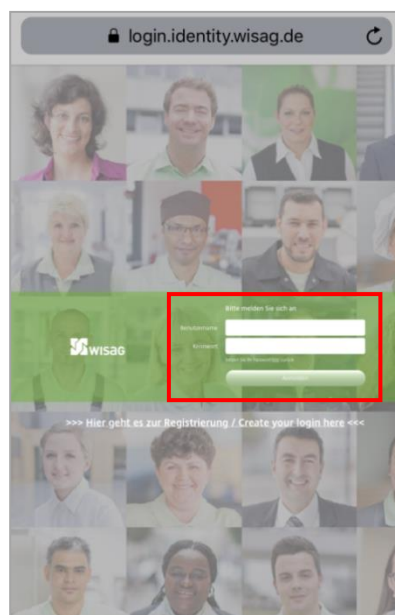 login.identity.wisag.de
Bitte melden Sie sich an
Benutzername
Kennwort
WISAG
>>> Hier geht es zur Registrierung / Create your login here <<<